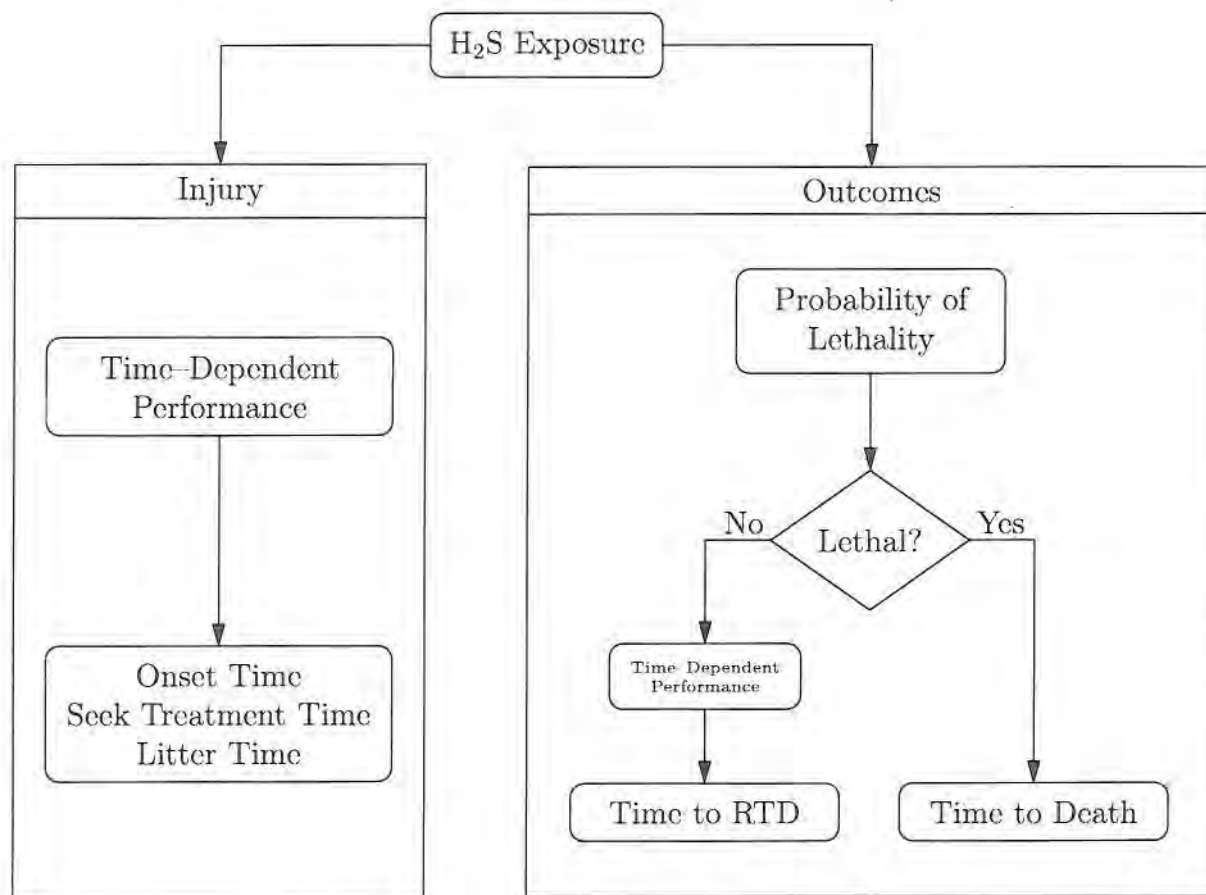 H₂S Exposure
Injury
Time–Dependent
Performance
Onset Time
Seek Treatment Time
Litter Time
Outcomes
Probability of
Lethality
Lethal?
No
Yes
Time–Dependent
Performance
Time to RTD
Time to Death